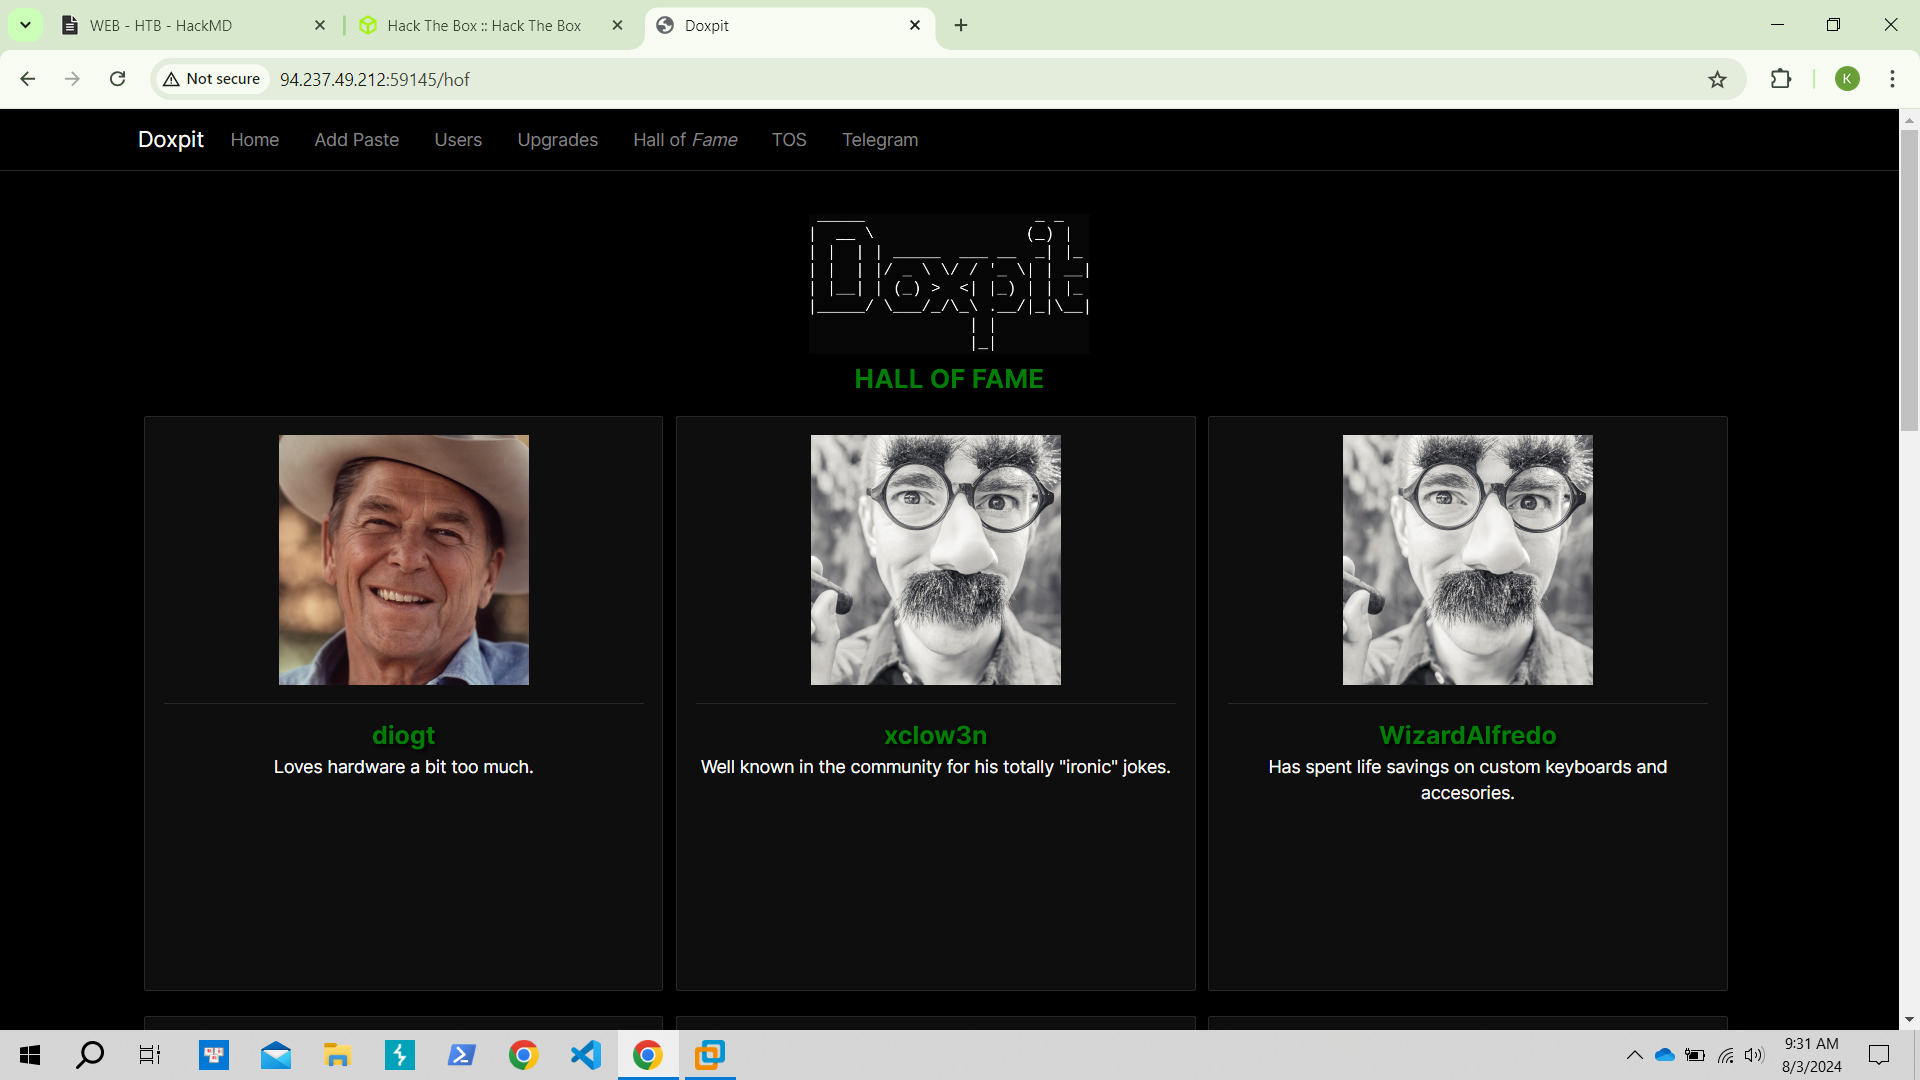 WEB - HTB - HackMD
Hack The Box :: Hack The Box
Doxpit
Not secure
94.237.49.212:59145/hof
K
Doxpit
Home
Add Paste
Users
Upgrades
Hall of Fame
TOS
Telegram
Doxpit
HALL OF FAME
diogt
Loves hardware a bit too much.
xclow3n
Well known in the community for his totally "ironic" jokes.
WizardAlfredo
Has spent life savings on custom keyboards and
accesories.
9:31 AM
8/3/2024